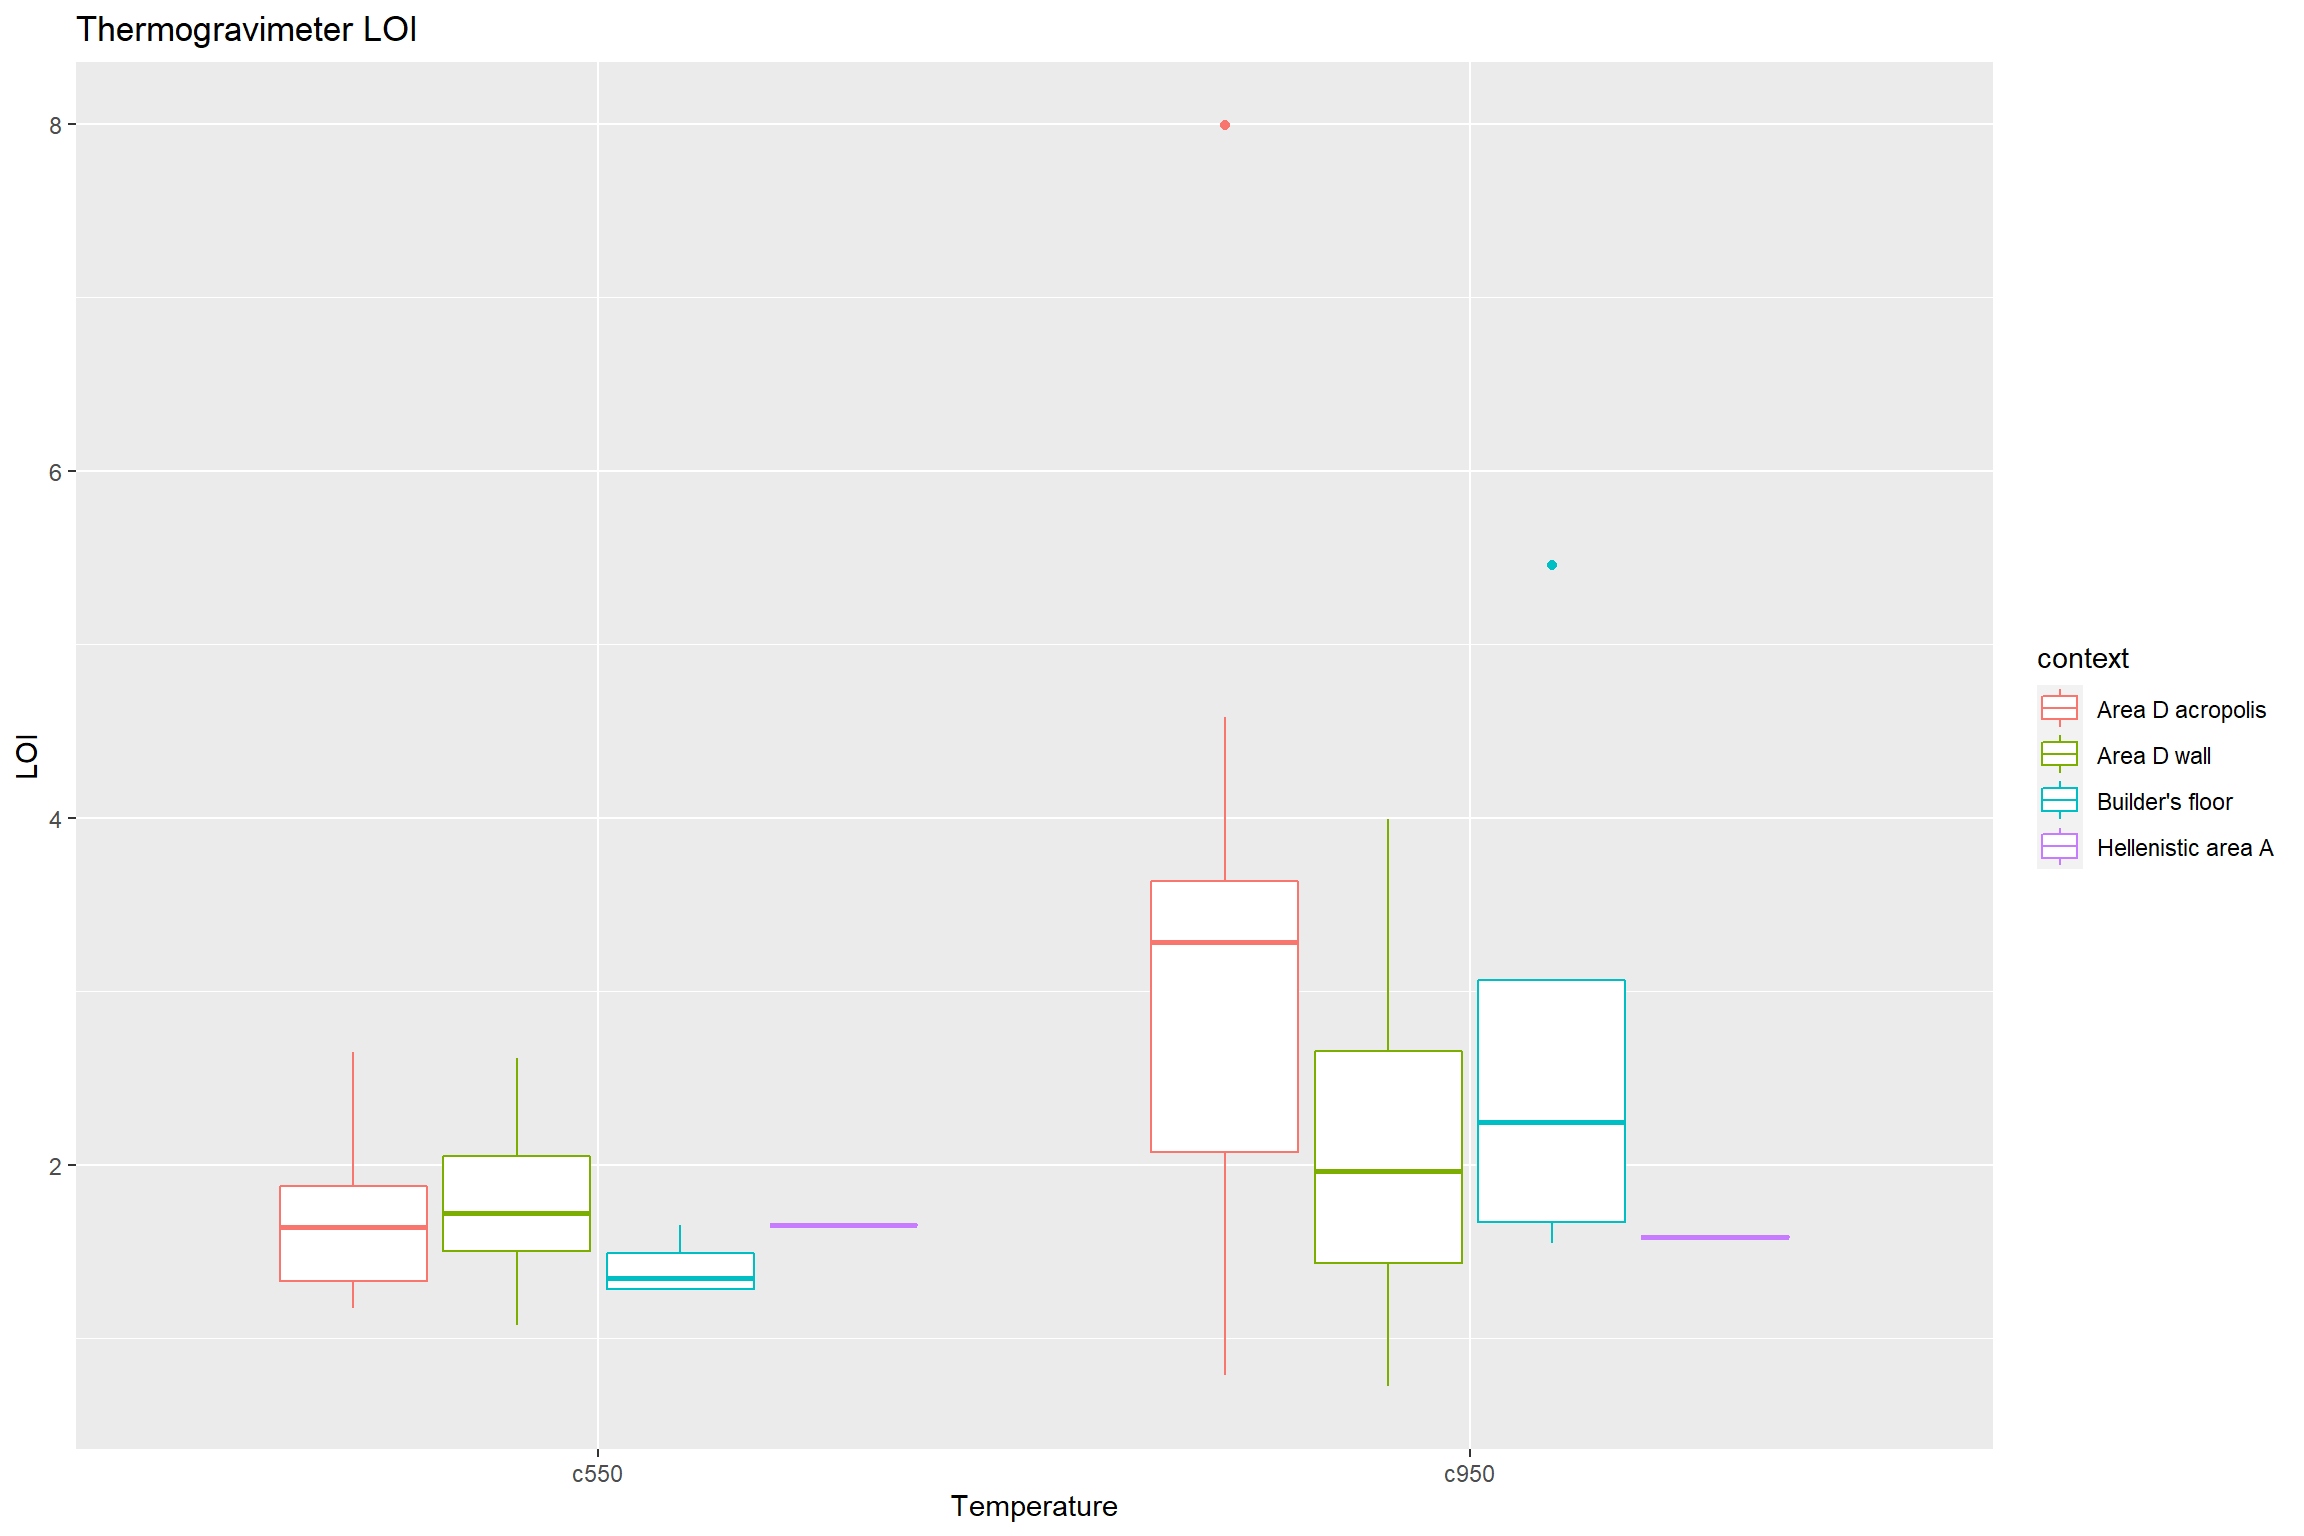 Thermogravimeter LOI
8
6
4
2
LOI
c550
c950
Temperature
context
Area D acropolis
Area D wall
Builder's floor
Hellenistic area A